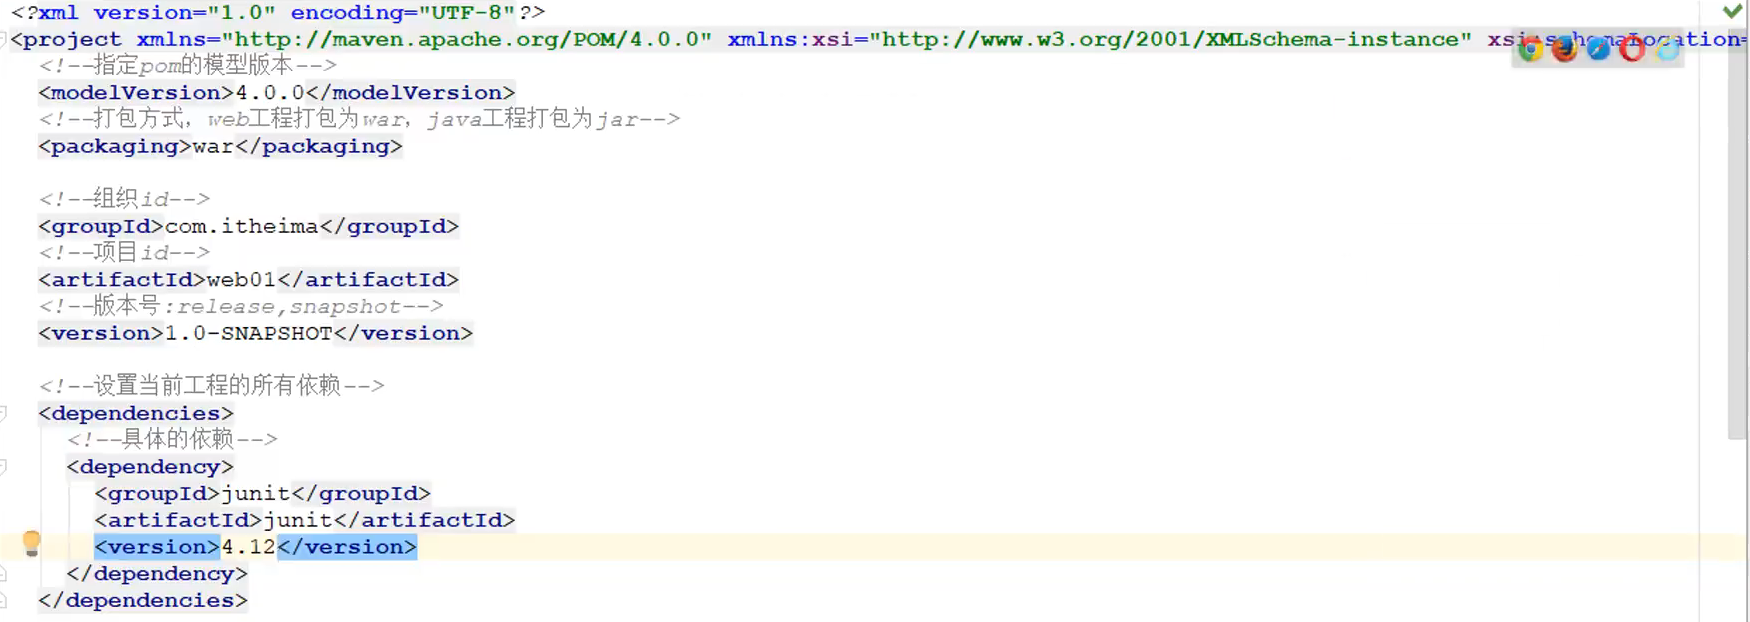 <?xml version="1.0" encoding="UTF-8"?>
<project xmlns="http://maven.apache.org/POM/4.0.0" xmlns:xsi="http://www.w3.org/2001/XMLSchema-instance" xsi:schemaLocation=
<!--指定pom的模型版本-->
<modelVersion>4.0.0</modelVersion>
<!--打包方式，web工程打包为war，java工程打包为jar-->
<packaging>war</packaging>
<!--组织id-->
<groupId>com.itheima</groupId>
<!--项目id-->
<artifactId>web01</artifactId>
<!--版本号:release,snapshot-->
<version>1.0-SNAPSHOT</version>
<!--设置当前工程的所有依赖-->
<dependencies>
<!--具体的依赖-->
<dependency>
<groupId>junit</groupId>
<artifactId>junit</artifactId>
<version>4.12</version>
</dependency>
</dependencies>